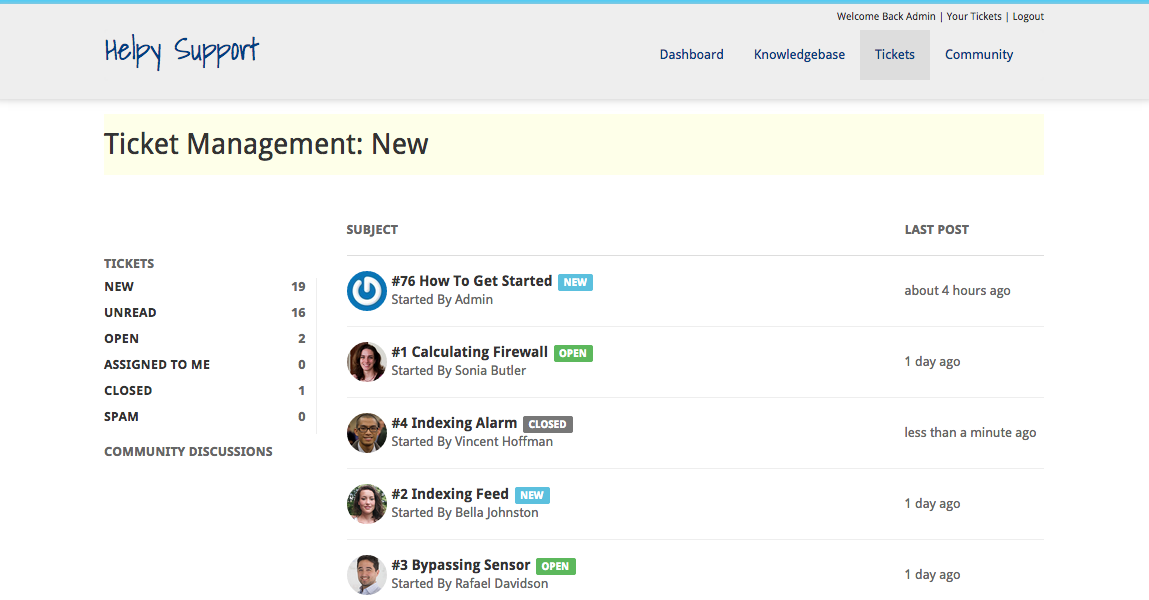 Welcome Back Admin | Your Tickets | Logout
Helpy Support
Dashboard Knowledgebase Tickets Community
Ticket Management: New
TICKETS
NEW 19
UNREAD 16
OPEN 2
ASSIGNED TO ME 0
CLOSED 1
SPAM 0
COMMUNITY DISCUSSIONS
SUBJECT LAST POST
#76 How To Get Started NEW
Started By Admin
about 4 hours ago
#1 Calculating Firewall OPEN
Started By Sonia Butler
1 day ago
#4 Indexing Alarm CLOSED
Started By Vincent Hoffman
less than a minute ago
#2 Indexing Feed NEW
Started By Bella Johnston
1 day ago
#3 Bypassing Sensor OPEN
Started By Rafael Davidson
1 day ago